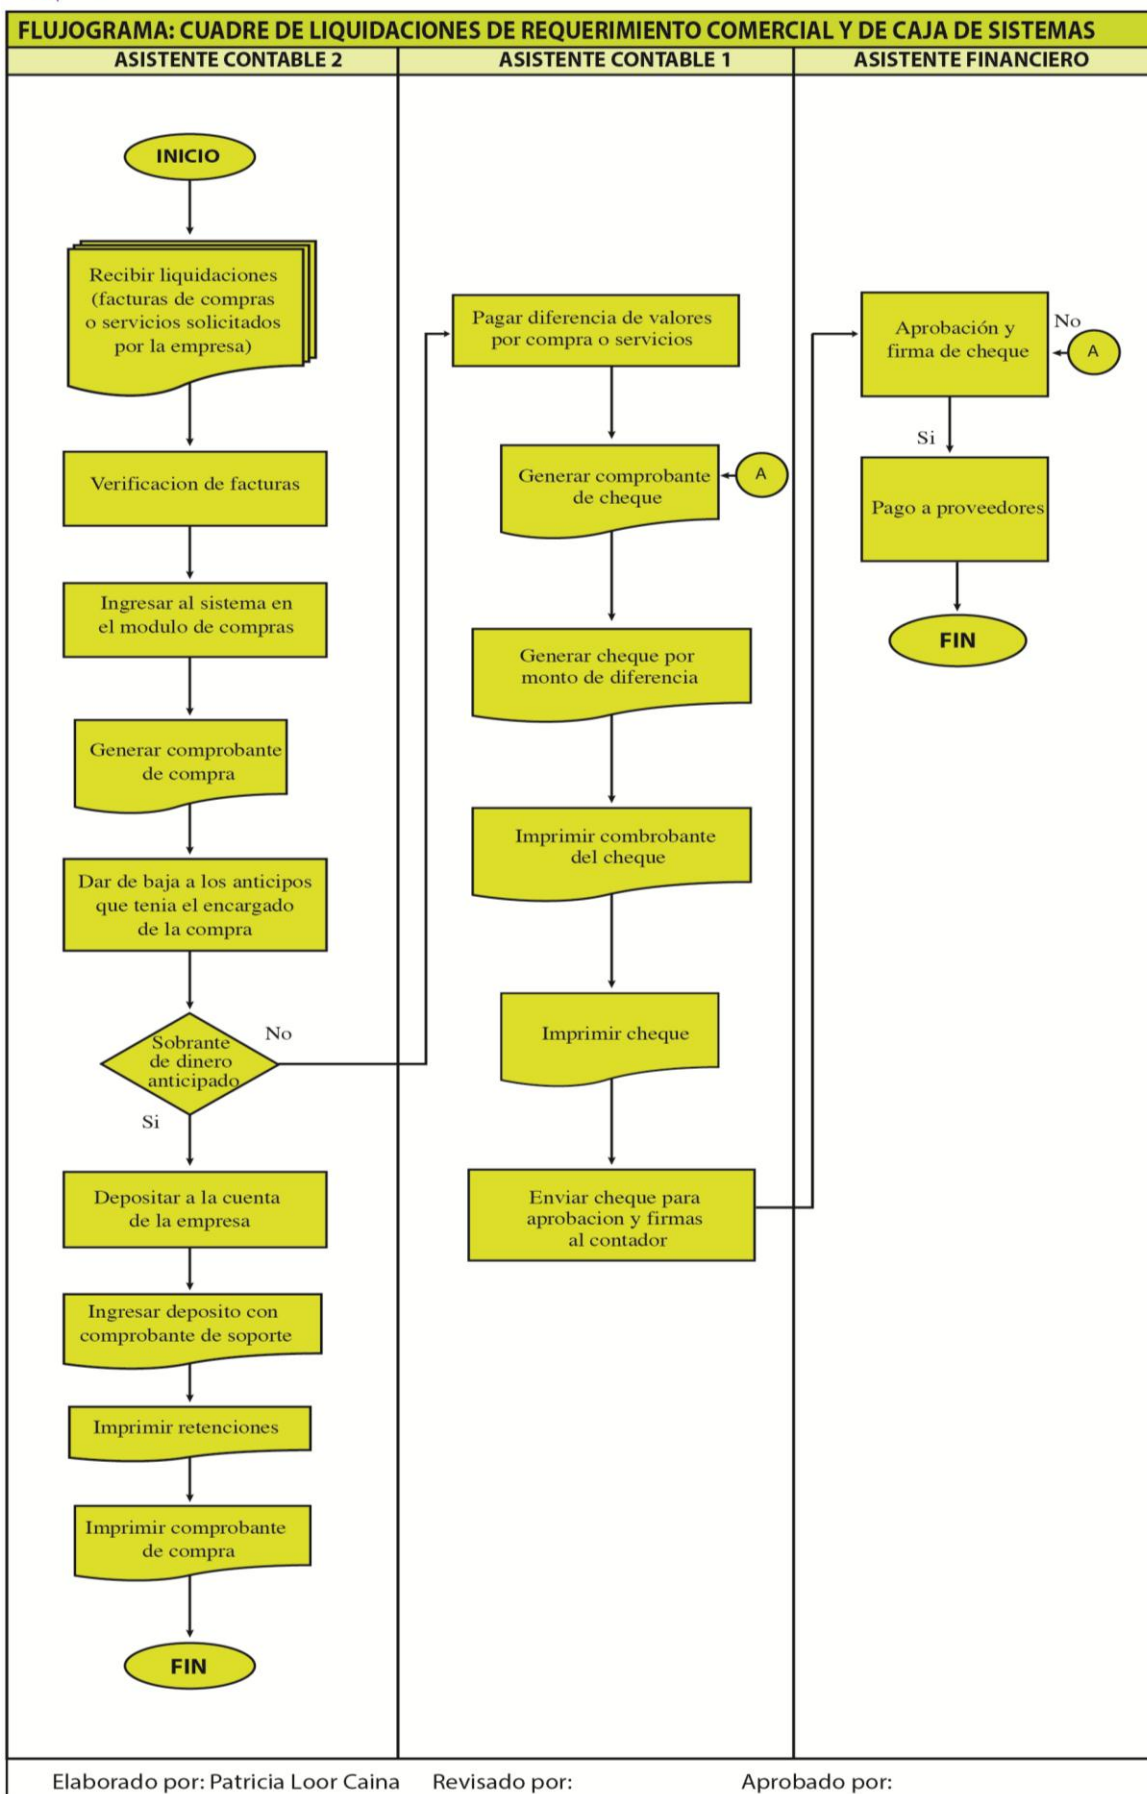 FLUJOGRAMA: CUADRE DE LIQUIDACIONES DE REQUERIMIENTO COMERCIAL Y DE CAJA DE SISTEMAS
ASISTENTE CONTABLE 2
INICIO
Recibir liquidaciones
(facturas de compras
o servicios solicitados
por la empresa)
Verificacion de facturas
Ingresar al sistema en
el modulo de compras
Generar comprobante
de compra
Dar de baja a los anticipos
que tenia el encargado
de la compra
Sobrante
de dinero
anticipado
No
Si
Depositar a la cuenta
de la empresa
Ingresar deposito con
comprobante de soporte
Imprimir retenciones
Imprimir comprobante
de compra
FIN
ASISTENTE CONTABLE 1
Pagar diferencia de valores
por compra o servicios
Generar comprobante
de cheque
A
Generar cheque por
monto de diferencia
Imprimir combrobante
del cheque
Imprimir cheque
Enviar cheque para
aprobacion y firmas
al contador
ASISTENTE FINANCIERO
Aprobación y
firma de cheque
No
A
Si
Pago a proveedores
FIN
Elaborado por: Patricia Loor Caina
Revisado por:
Aprobado por: